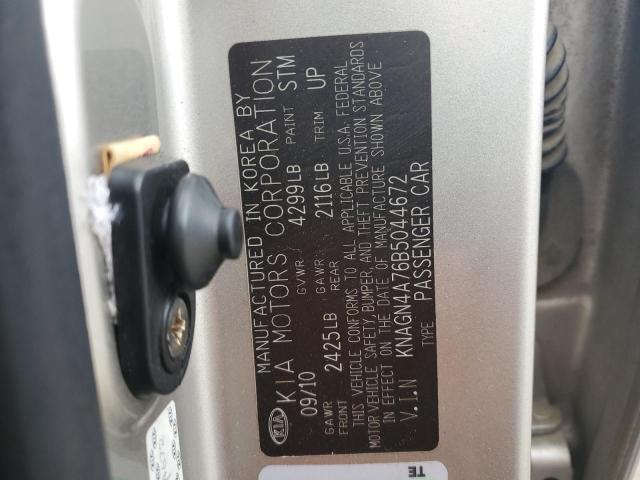 MANUFACTURED IN KOREA BY
KIA KIA MOTORS CORPORATION
09/10 GVWR 4299LB PAINT STM
GAWR FRONT 2425LB GAWR REAR 2116LB TRIM UP
THIS VEHICLE CONFORMS TO ALL APPLICABLE U.S.A. FEDERAL
MOTOR VEHICLE SAFETY, BUMPER, AND THEFT PREVENTION STANDARDS
IN EFFECT ON THE DATE OF MANUFACTURE SHOWN ABOVE
V.I.N KNAGN4A76B5044672
TYPE PASSENGER CAR
TE